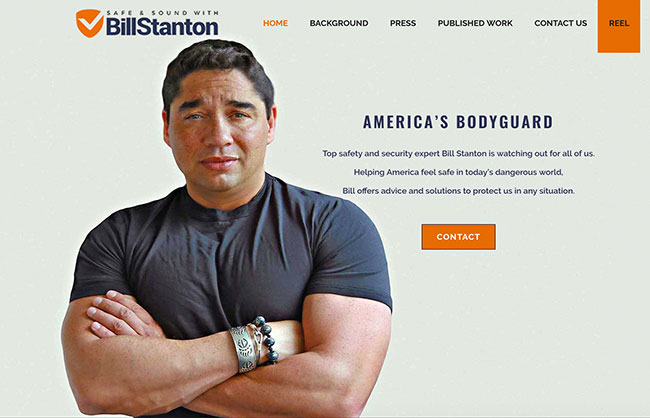 SAFE & SOUND WITH
BillStanton
HOME BACKGROUND PRESS PUBLISHED WORK CONTACT US REEL
AMERICA'S BODYGUARD
Top safety and security expert Bill Stanton is watching out for all of us.
Helping America feel safe in today's dangerous world,
Bill offers advice and solutions to protect us in any situation.
CONTACT